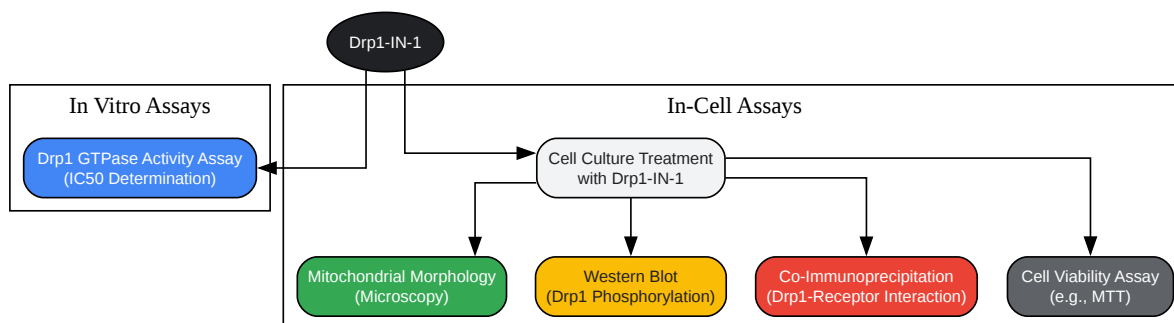 Drp1-IN-1
In Vitro Assays
In-Cell Assays
Drp1 GTPase Activity Assay
(IC50 Determination)
Cell Culture Treatment
with Drp1-IN-1
Mitochondrial Morphology
(Microscopy)
Western Blot
(Drp1 Phosphorylation)
Co-Immunoprecipitation
(Drp1-Receptor Interaction)
Cell Viability Assay
(e.g., MTT)